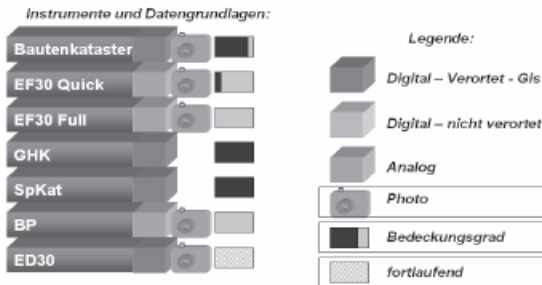 Instrumente und Datengrundlagen:
Bautenkataster
EF30 Quick
EF30 Full
GHK
SpKat
BP
ED30
Legende:
Digital – Verortet - Gis
Digital – nicht verortet
Analog
Photo
Bedeckungsgrad
fortlaufend